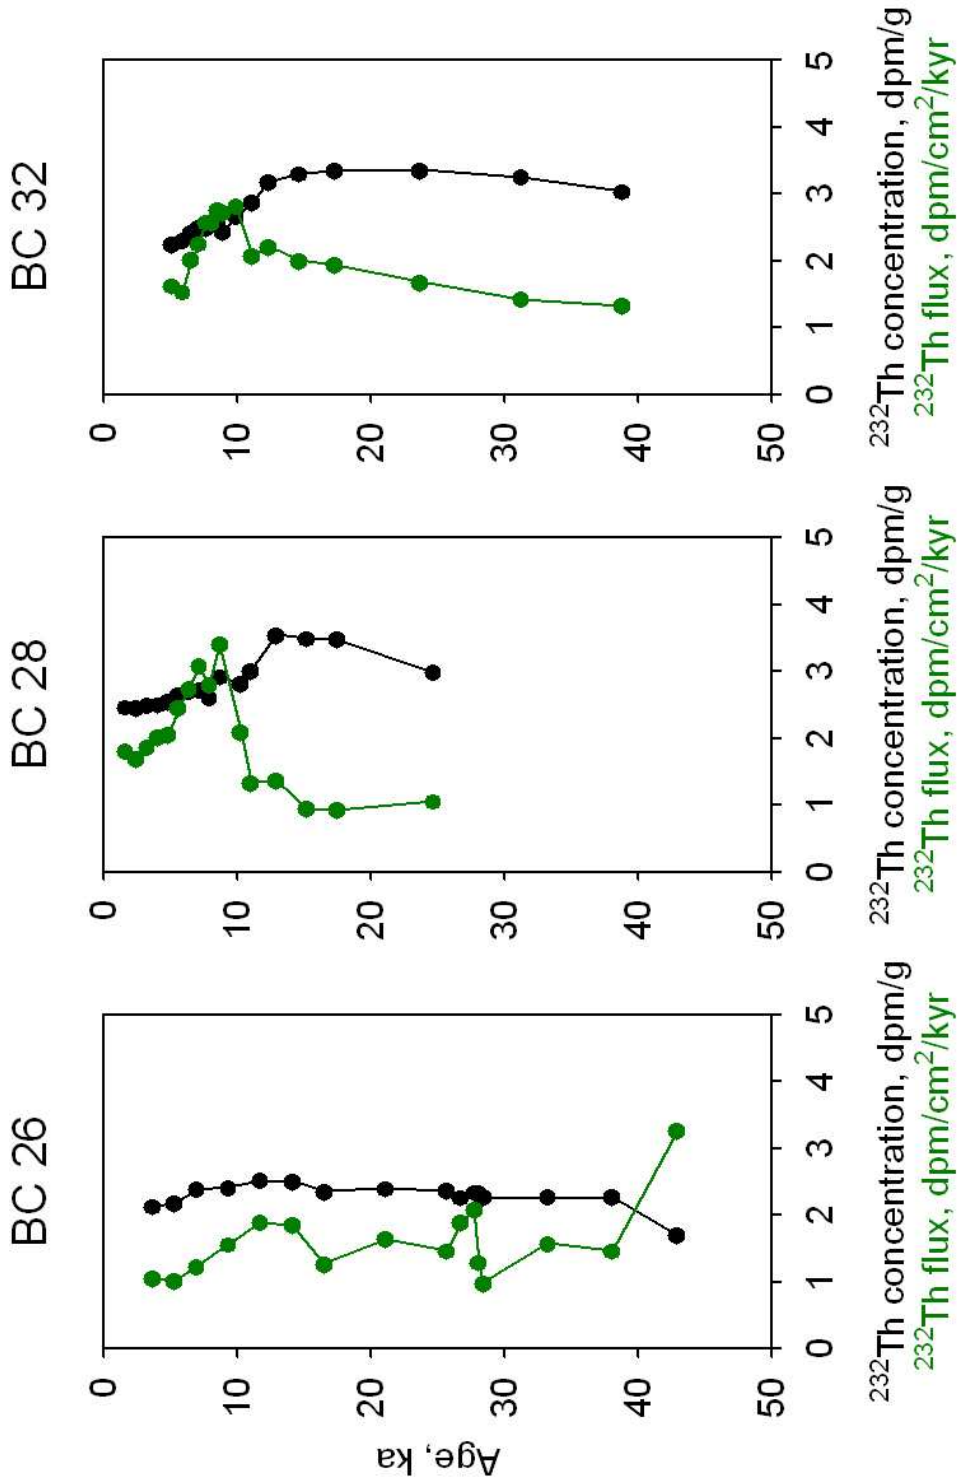 BC 26
BC 28
BC 32
Age, ka
0
10
20
30
40
50
0 1 2 3 4 5
²³²Th concentration, dpm/g
²³²Th flux, dpm/cm²/kyr
0
10
20
30
40
50
0 1 2 3 4 5
²³²Th concentration, dpm/g
²³²Th flux, dpm/cm²/kyr
0
10
20
30
40
50
0 1 2 3 4 5
²³²Th concentration, dpm/g
²³²Th flux, dpm/cm²/kyr